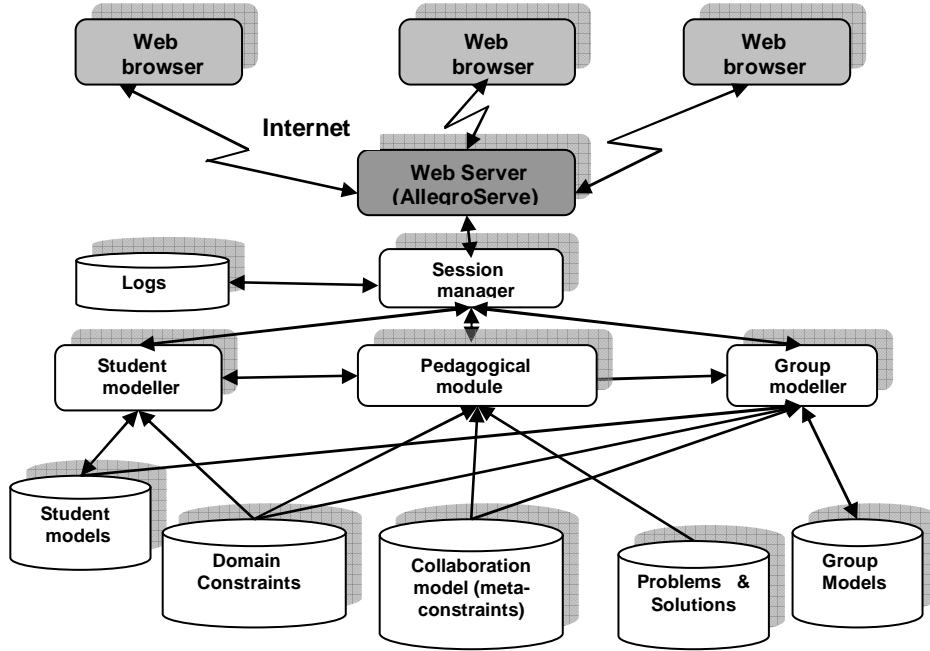 Web
browser
Web
browser
Web
browser
Internet
Web Server
(AllegroServe)
Session
manager
Logs
Student
modeller
Pedagogical
module
Group
modeller
Student
models
Domain
Constraints
Collaboration
model (meta-
constraints)
Problems &
Solutions
Group
Models